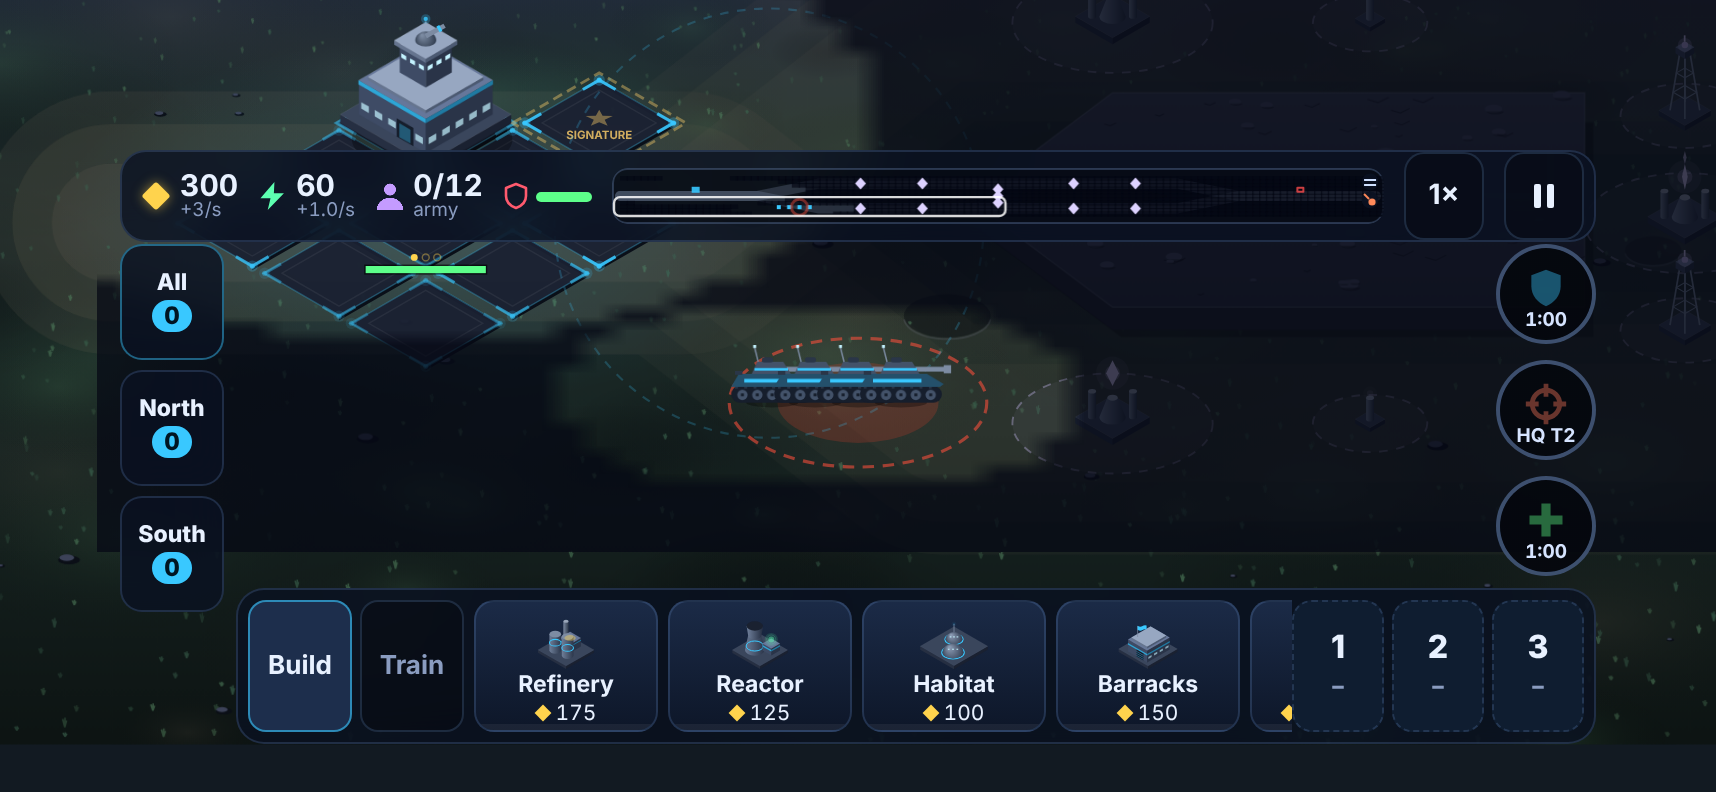 SIGNATURE
300
+3/s
60
+1.0/s
0/12
army
1×
All
0
North
0
South
0
1:00
HQ T2
1:00
Build
Train
Refinery
175
Reactor
125
Habitat
100
Barracks
150
1
–
2
–
3
–